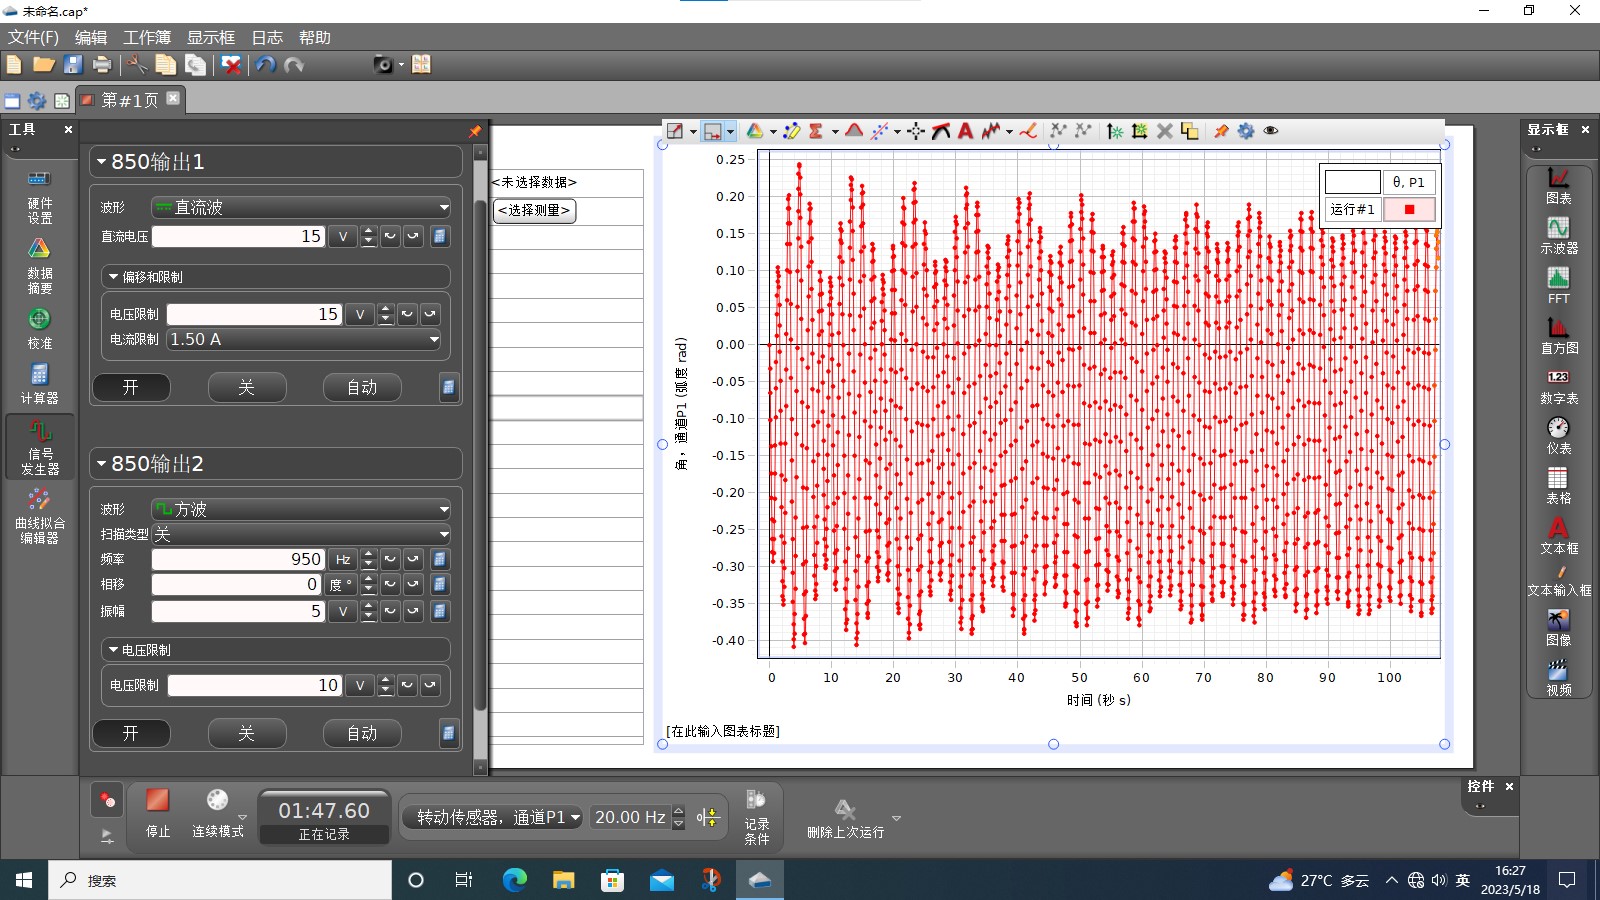 未命名.cap*
文件(F) 编辑 工作簿 显示框 日志 帮助
第#1页
工具
硬件
设置
数据
摘要
校准
计算器
信号
发生器
曲线拟合
编辑器
850输出1
波形 直流波
直流电压 15 V
偏移和限制
电压限制 15 V
电流限制 1.50 A
开 关 自动
850输出2
波形 方波
扫描类型 关
频率 950 Hz
相移 0 度 °
振幅 5 V
电压限制
电压限制 10 V
开 关 自动
<未选择数据>
<选择测量>
θ, P1
运行#1
0.25
0.20
0.15
0.10
0.05
0.00
-0.05
-0.10
-0.15
-0.20
-0.25
-0.30
-0.35
-0.40
角，通道P1 (弧度 rad)
0 10 20 30 40 50 60 70 80 90 100
时间 (秒 s)
[在此输入图表标题]
显示框
图表
示波器
FFT
直方图
1.23
数字表
仪表
表格
文本框
文本输入框
图像
视频
停止
连续模式
01:47.60
正在记录
转动传感器，通道P1
20.00 Hz
记录
条件
删除上次运行
控件
搜索
27°C 多云
英
16:27
2023/5/18